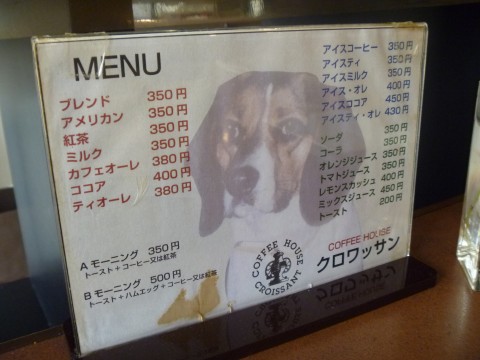 MENU
ブレンド 350円
アメリカン 350円
紅茶 350円
ミルク 350円
カフェオーレ 380円
ココア 400円
ティオーレ 380円
Aモーニング 350円
トースト+コーヒー又は紅茶
Bモーニング 500円
トースト+ハムエッグ+コーヒー又は紅茶
アイスコーヒー 350円
アイスティ 350円
アイスミルク 350円
アイス・オレ 400円
アイスココア 450円
アイスティ・オレ 430円
ソーダ 350円
コーラ 350円
オレンジジュース 350円
トマトジュース 350円
レモンスカッシュ 400円
ミックスジュース 450円
トースト 200円
COFFEE HOUSE
CROISSANT
COFFEE HOUSE
クロワッサン